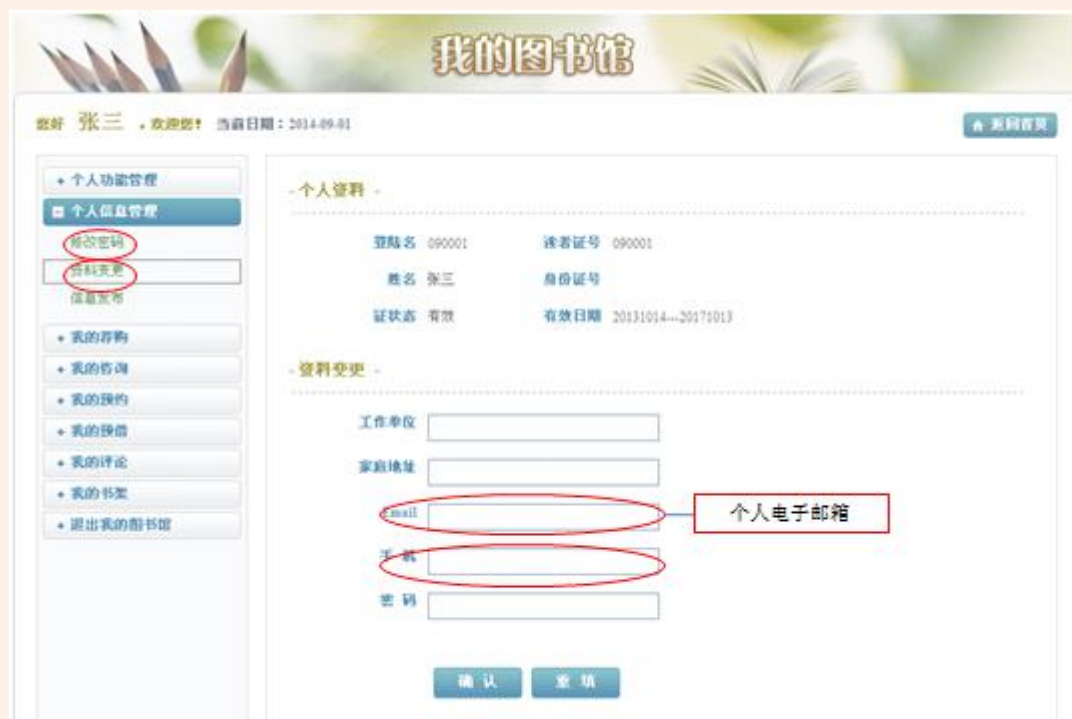 我的图书馆
您好 张三 ，欢迎您！ 当前日期：2014-09-01
返回首页
+ 个人功能管理
个人信息管理
修改密码
资料变更
信息发布
+ 我的荐购
+ 我的咨询
+ 我的预约
+ 我的预借
+ 我的评论
+ 我的书架
+ 退出我的图书馆
- 个人资料 -
登陆名 090001 读者证号 090001
姓名 张三 身份证号
证状态 有效 有效日期 20131014---20171013
- 资料变更 -
工作单位
家庭地址
Email
个人电子邮箱
手 机
密 码
确 认 重 填